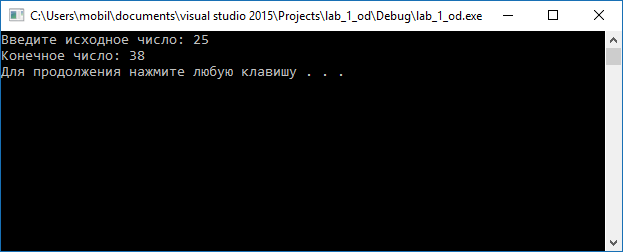 C:\Users\mobil\documents\visual studio 2015\Projects\lab_1_od\Debug\lab_1_od.exe
Введите исходное число: 25
Конечное число: 38
Для продолжения нажмите любую клавишу . . .